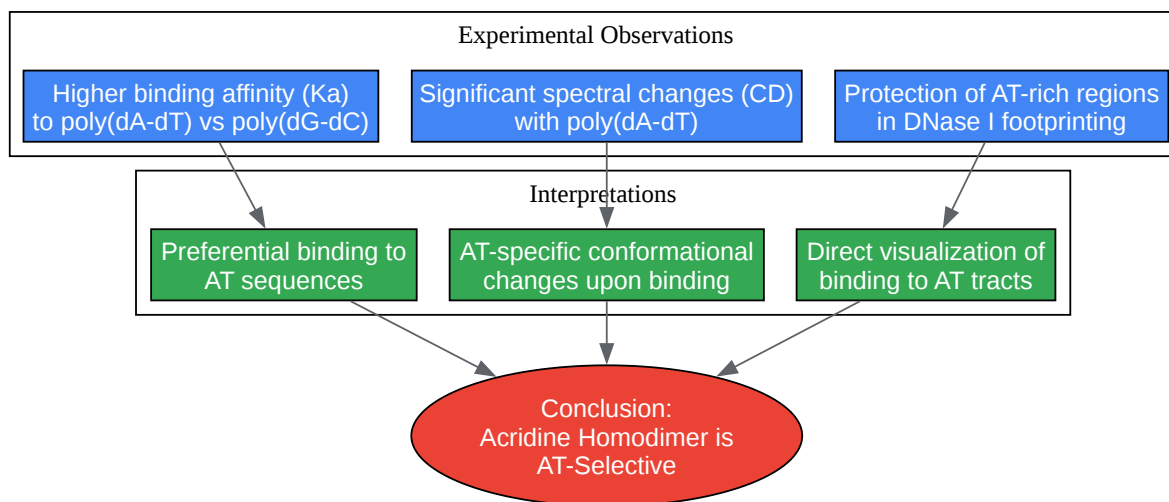 Experimental Observations
Higher binding affinity (Ka)
to poly(dA-dT) vs poly(dG-dC)
Significant spectral changes (CD)
with poly(dA-dT)
Protection of AT-rich regions
in DNase I footprinting
Interpretations
Preferential binding to
AT sequences
AT-specific conformational
changes upon binding
Direct visualization of
binding to AT tracts
Conclusion:
Acridine Homodimer is
AT-Selective